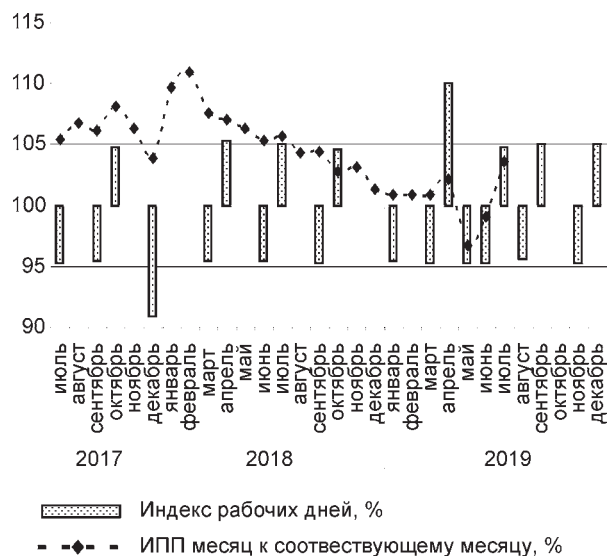 115
110
105
100
95
90
июль
август
сентябрь
октябрь
ноябрь
декабрь
январь
февраль
март
апрель
май
июнь
июль
август
сентябрь
октябрь
ноябрь
декабрь
январь
февраль
март
апрель
май
июнь
июль
август
сентябрь
октябрь
ноябрь
декабрь
2017 2018 2019
Индекс рабочих дней, %
ИПП месяц к соотвествующему месяцу, %